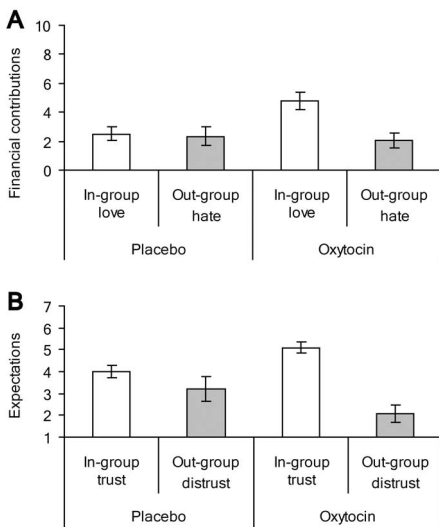 A
Financial contributions
10
8
6
4
2
0
In-group love
Out-group hate
In-group love
Out-group hate
Placebo
Oxytocin
B
Expectations
7
6
5
4
3
2
1
In-group trust
Out-group distrust
In-group trust
Out-group distrust
Placebo
Oxytocin